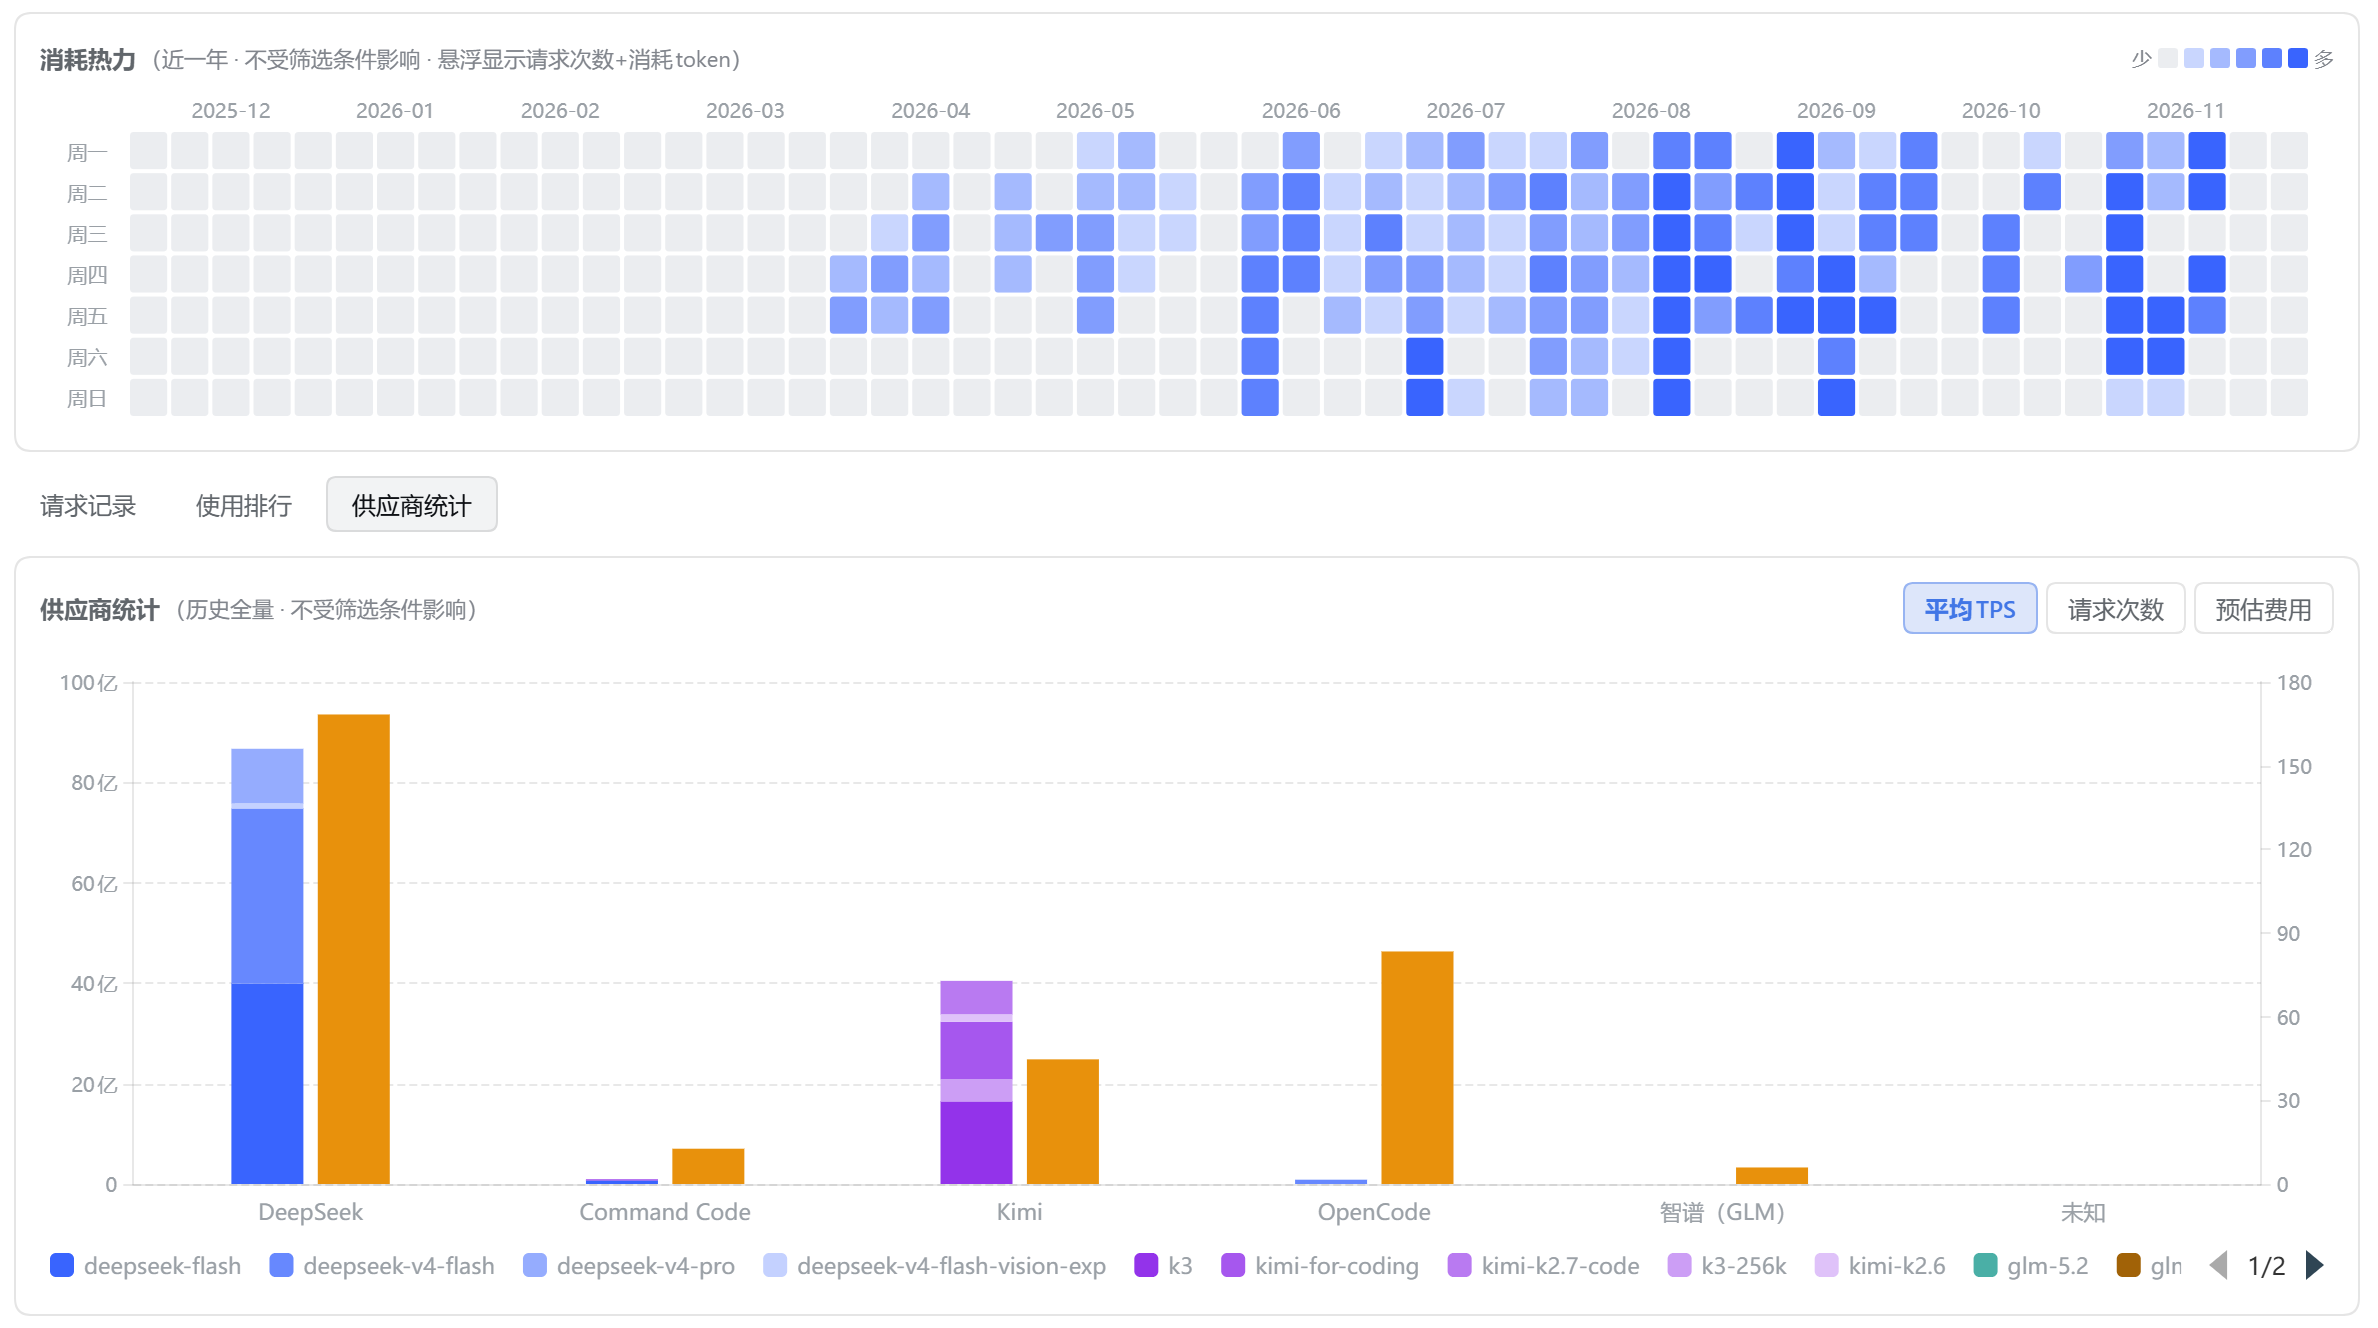 消耗热力（近一年 · 不受筛选条件影响 · 悬浮显示请求次数+消耗token）
少 多
2025-12 2026-01 2026-02 2026-03 2026-04 2026-05 2026-06 2026-07 2026-08 2026-09 2026-10 2026-11
周一
周二
周三
周四
周五
周六
周日
请求记录 使用排行 供应商统计
供应商统计（历史全量 · 不受筛选条件影响）
平均TPS 请求次数 预估费用
100亿 180
80亿 150
60亿 120
40亿 90
20亿 60
0 30
0
DeepSeek Command Code Kimi OpenCode 智谱（GLM） 未知
deepseek-flash deepseek-v4-flash deepseek-v4-pro deepseek-v4-flash-vision-exp k3 kimi-for-coding kimi-k2.7-code k3-256k kimi-k2.6 glm-5.2 1/2